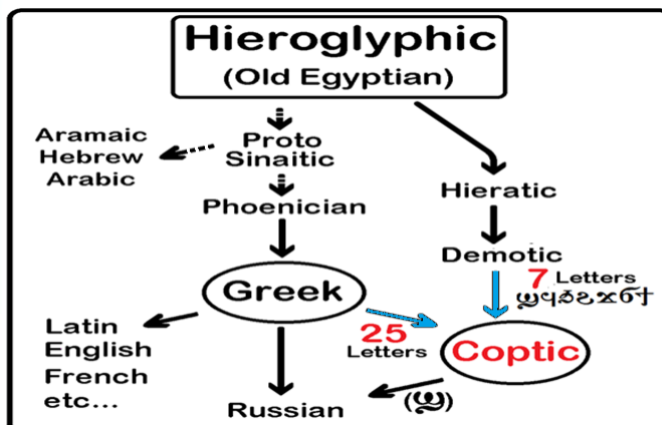 Hieroglyphic
(Old Egyptian)
Aramaic
Hebrew
Arabic
Proto
Sinaitic
Phoenician
Hieratic
Demotic
7 Letters
ϣϥϧϩϫϭϯ
Greek
25
Letters
Coptic
Latin
English
French
etc...
Russian
(Ϣ)